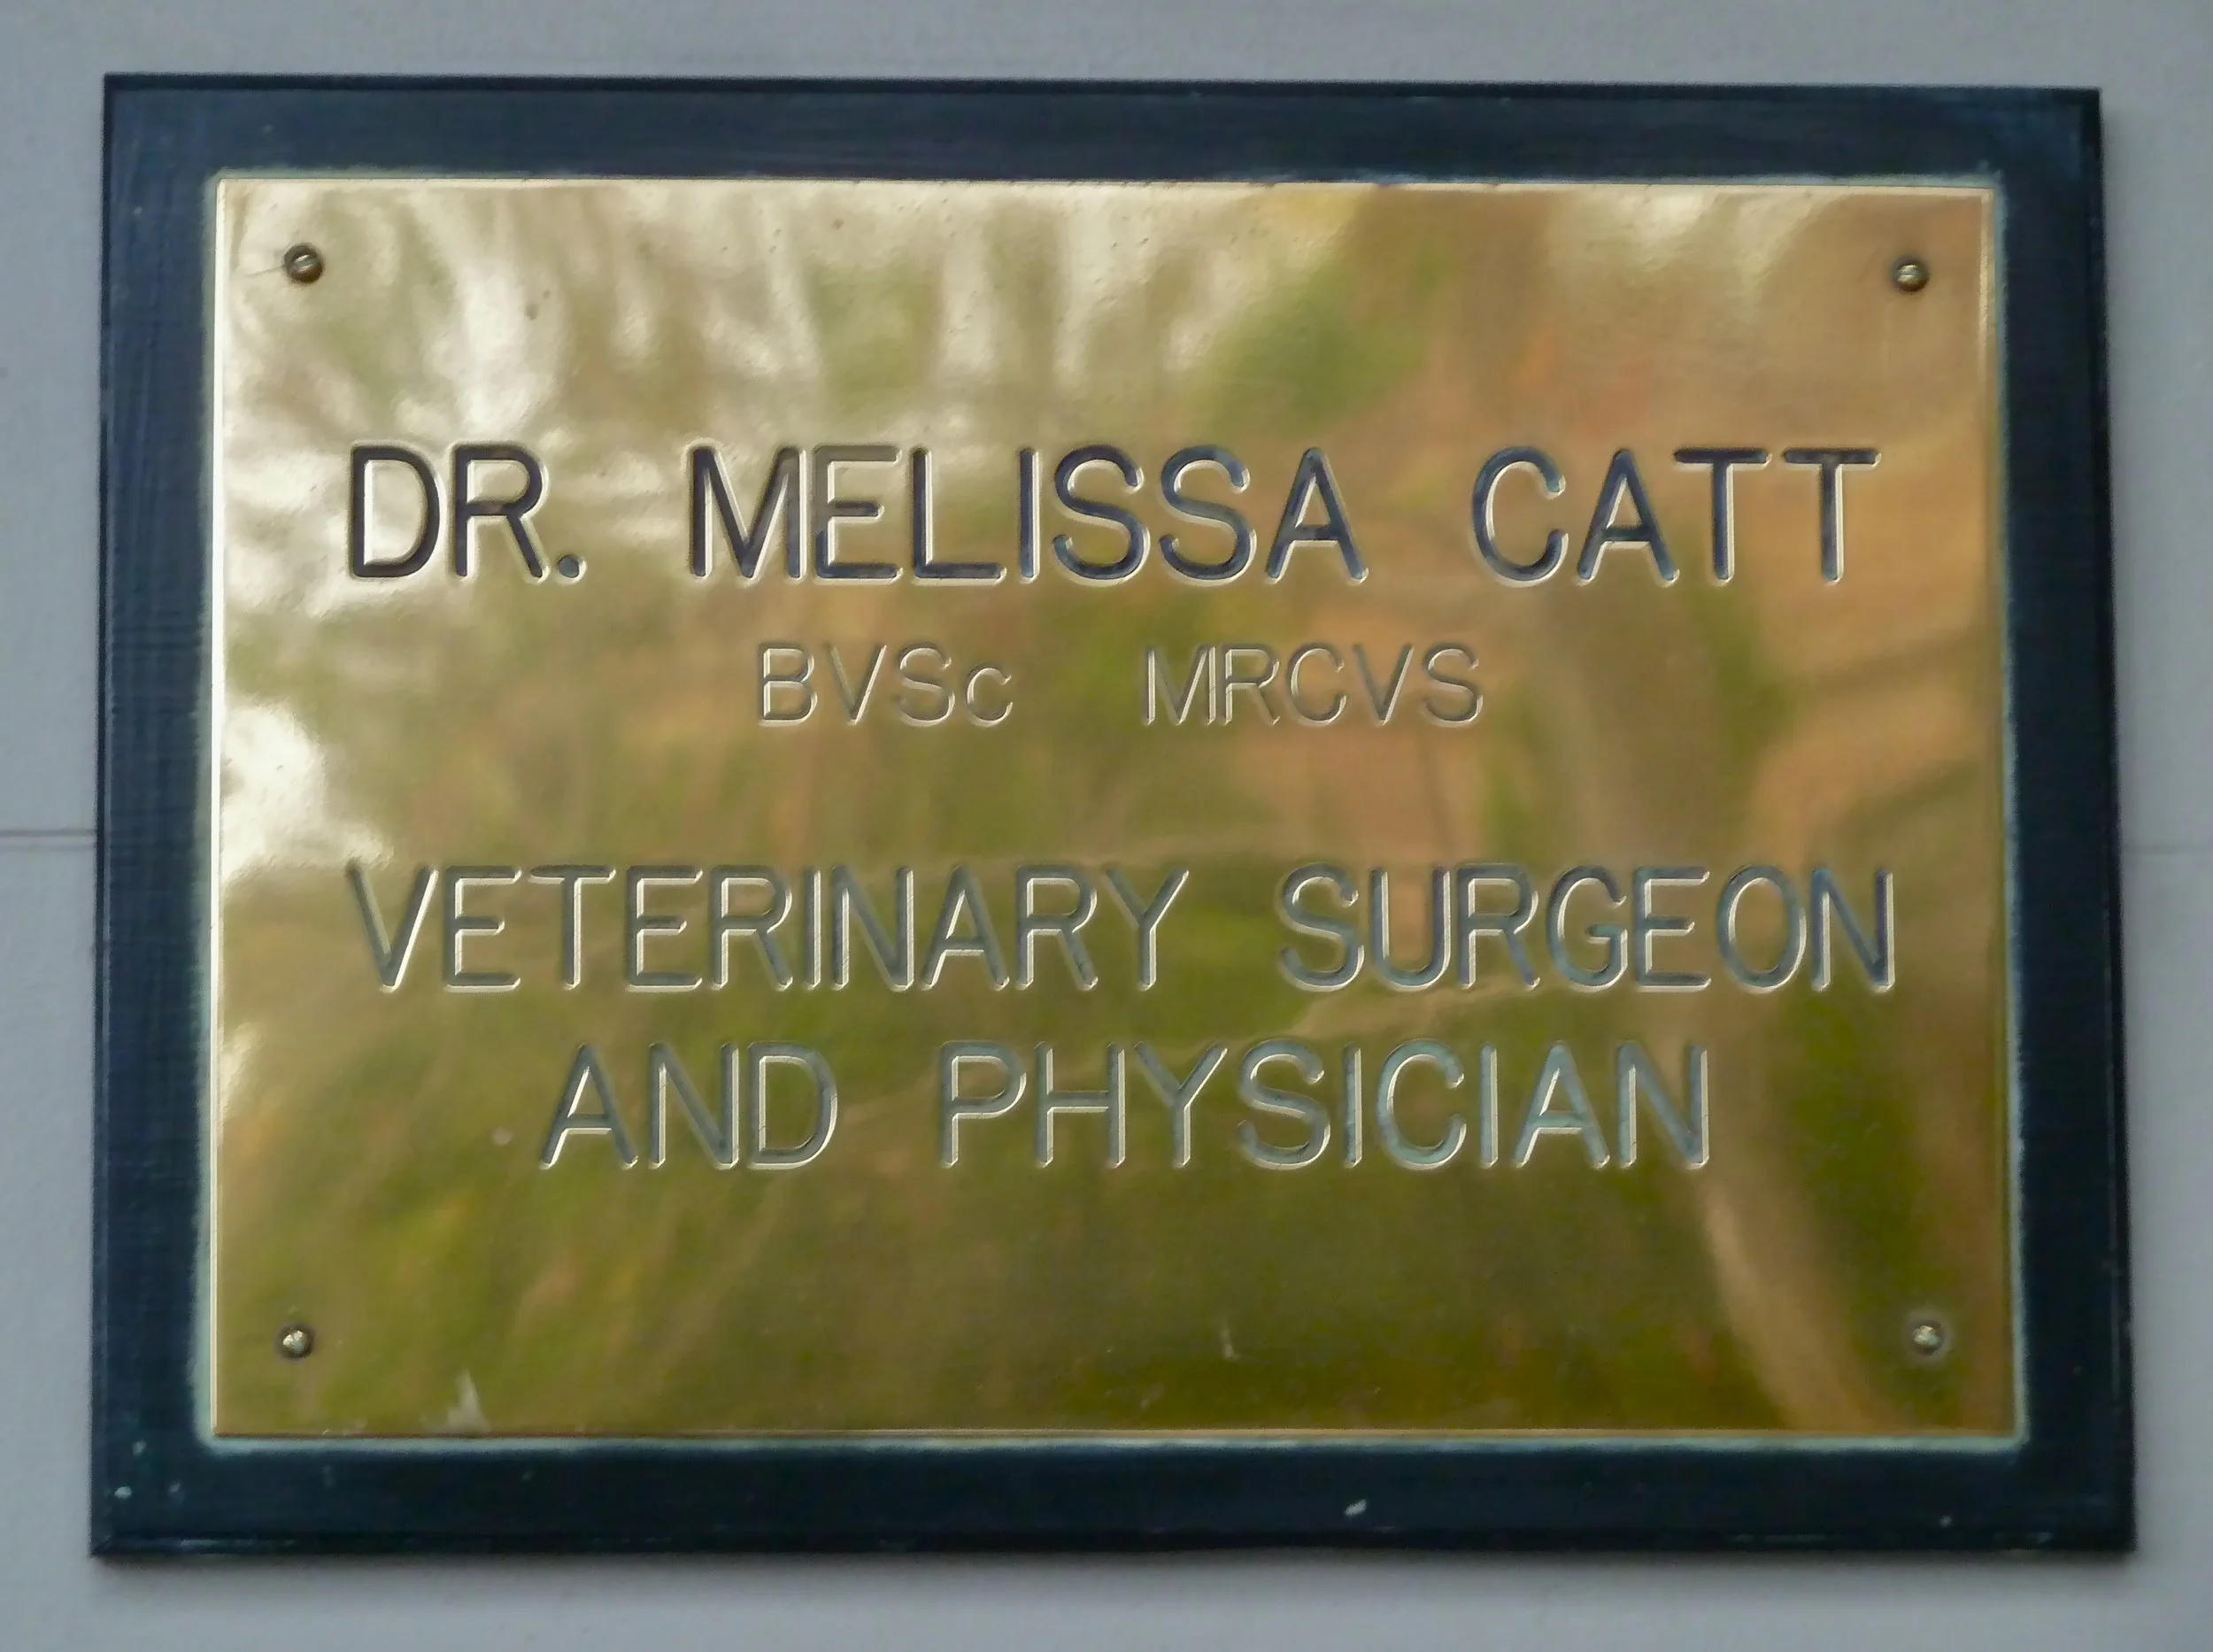 DR. MELISSA CATT
BVSc MRCVS
VETERINARY SURGEON
AND PHYSICIAN